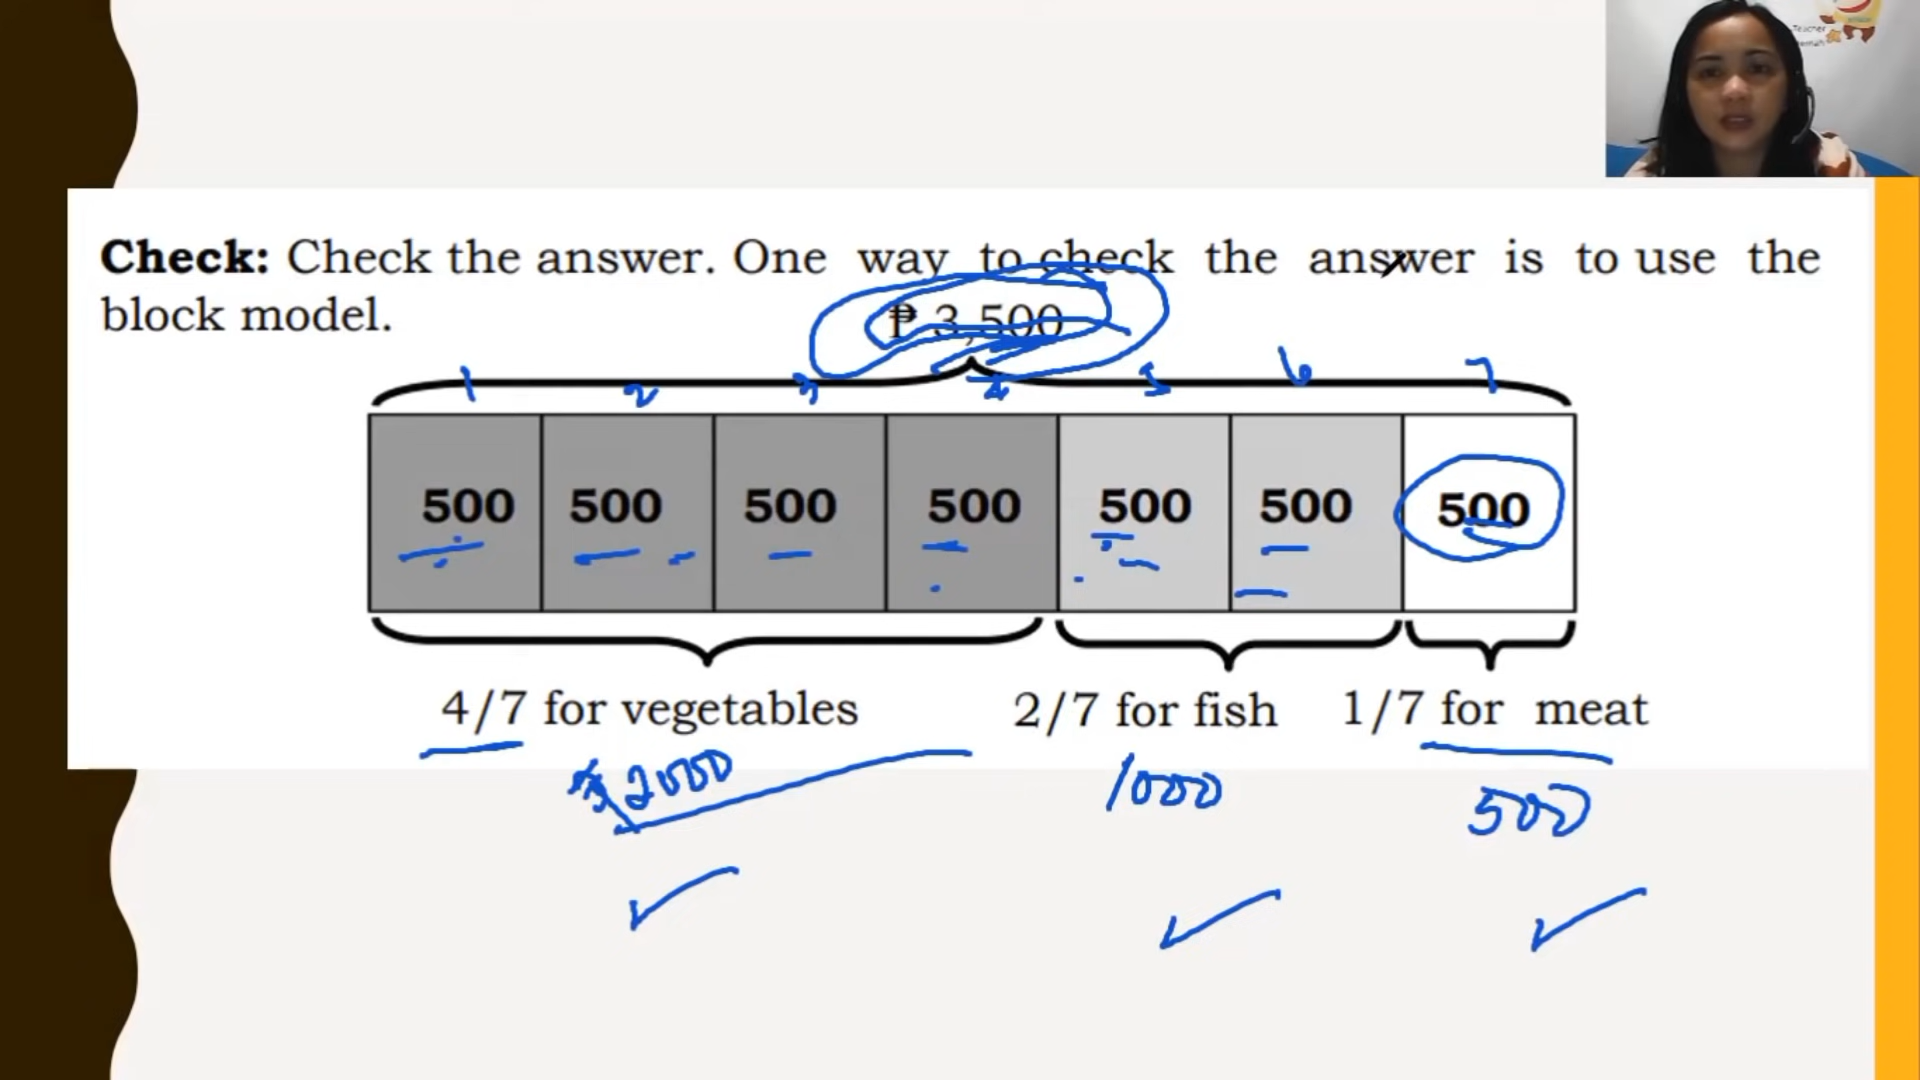 Teacher
Check: Check the answer. One way to check the answer is to use the
block model.
₱ 3,500
1 2 3 4 5 6 7
500 500 500 500 500 500 500
4/7 for vegetables 2/7 for fish 1/7 for meat
2000 1000 500